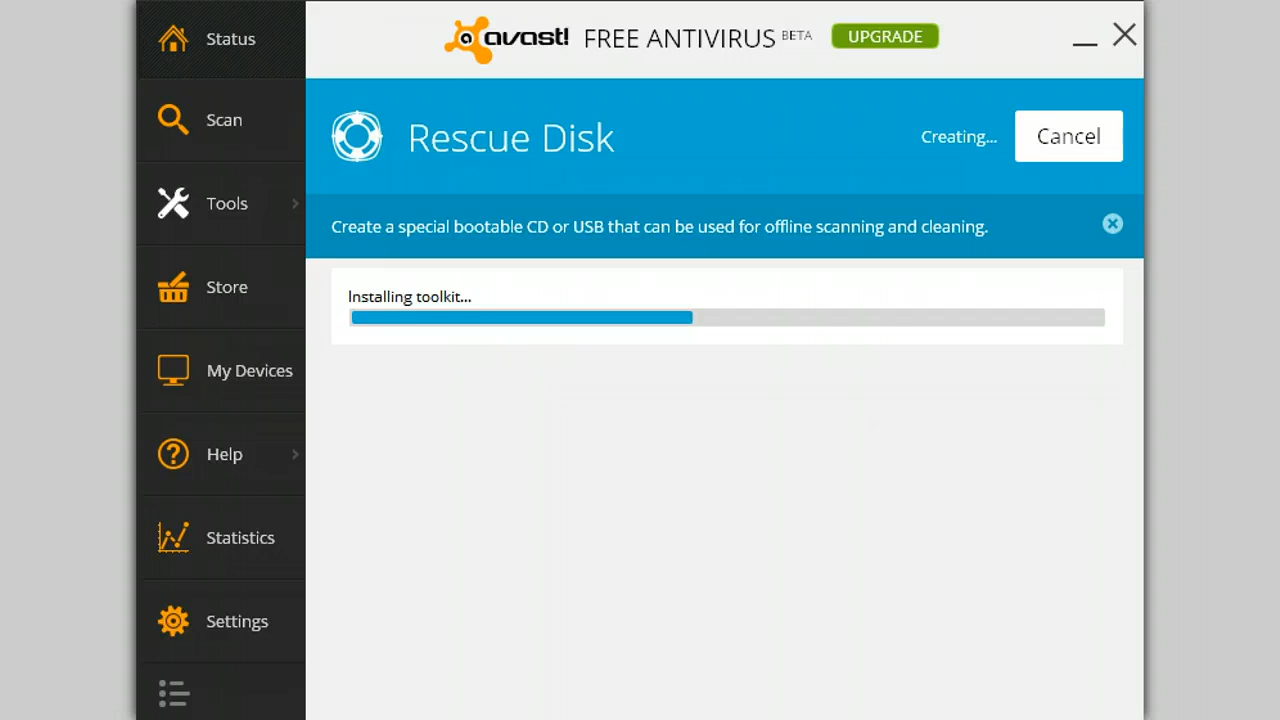 Status
avast! FREE ANTIVIRUS BETA UPGRADE
Scan
Rescue Disk
Creating...
Cancel
Tools
Create a special bootable CD or USB that can be used for offline scanning and cleaning.
Store
Installing toolkit...
My Devices
Help
Statistics
Settings